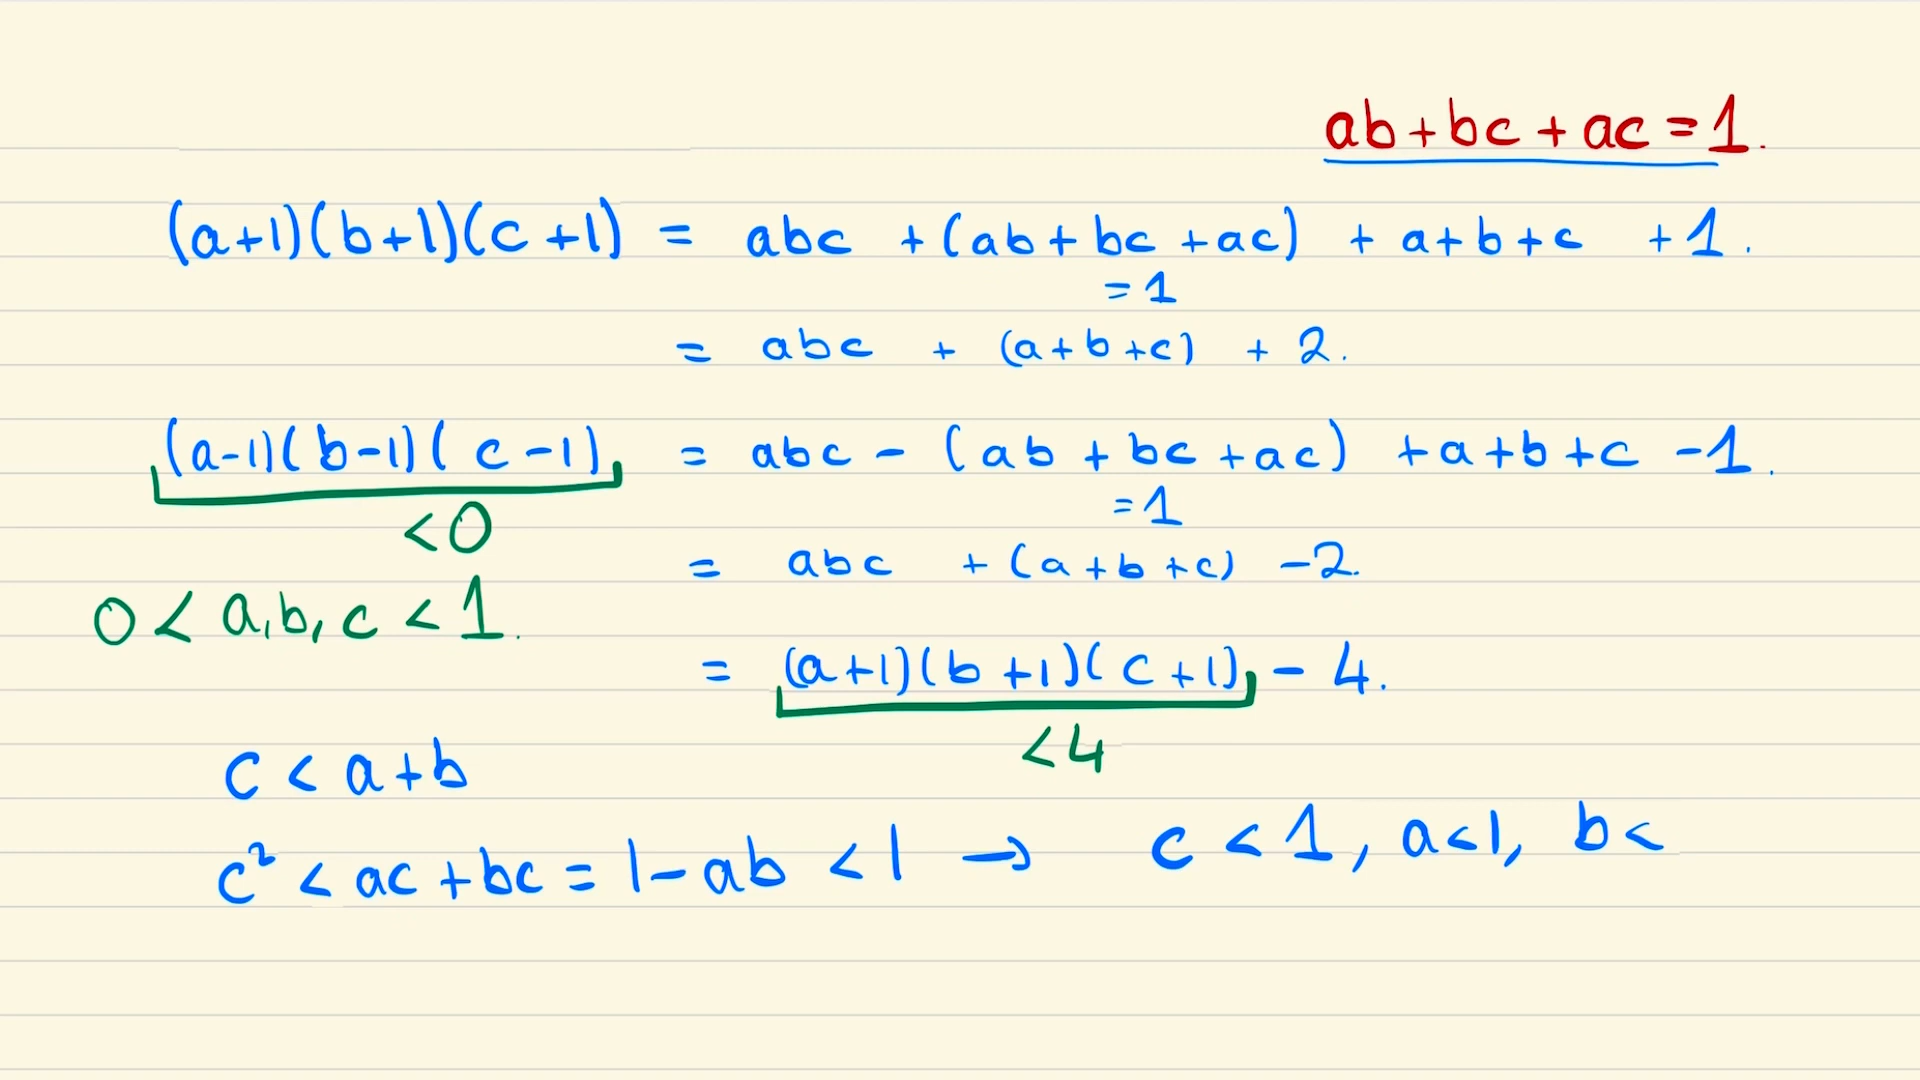 ab+bc+ac=1.
(a+1)(b+1)(c+1) = abc +(ab+bc+ac) + a+b+c +1.
=1
= abc + (a+b+c) + 2.
(a-1)(b-1)(c-1) = abc - (ab+bc+ac) +a+b+c -1.
<0 =1
= abc + (a+b+c) -2.
0 < a,b,c < 1.
= (a+1)(b+1)(c+1) - 4.
<4
c < a+b
c² < ac+bc = 1-ab < 1 → c < 1, a<1, b<